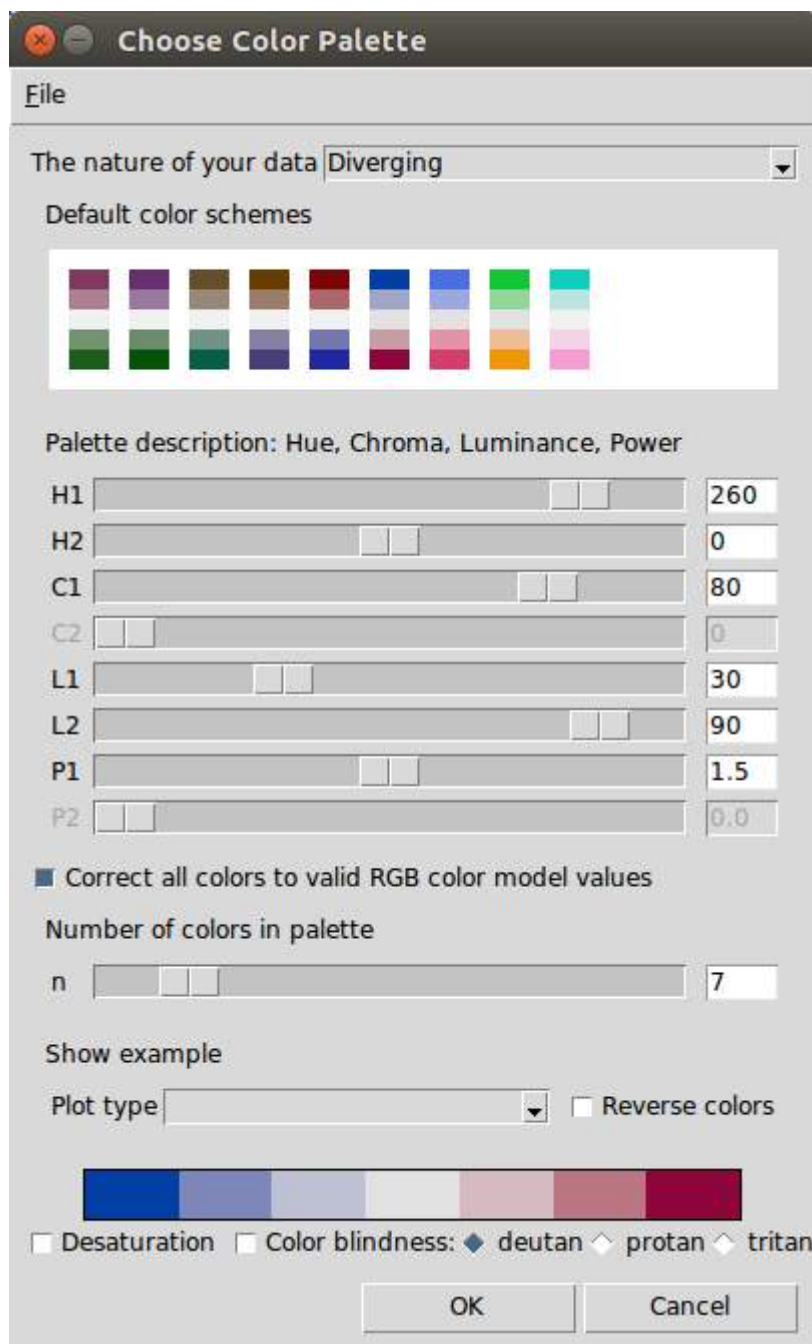 Choose Color Palette
File
The nature of your data Diverging
Default color schemes
Palette description: Hue, Chroma, Luminance, Power
H1 260
H2 0
C1 80
C2 0
L1 30
L2 90
P1 1.5
P2 0.0
Correct all colors to valid RGB color model values
Number of colors in palette
n 7
Show example
Plot type Reverse colors
Desaturation Color blindness: deutan protan tritan
OK Cancel